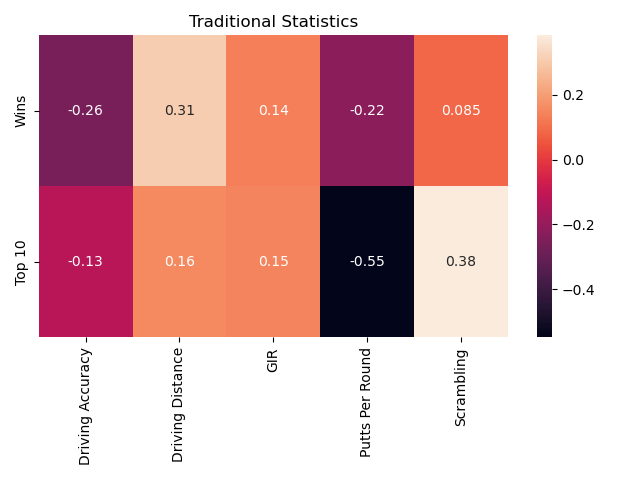 Traditional Statistics
Wins
-0.26 0.31 0.14 -0.22 0.085
Top 10
-0.13 0.16 0.15 -0.55 0.38
Driving Accuracy
Driving Distance
GIR
Putts Per Round
Scrambling
0.2
0.0
−0.2
−0.4